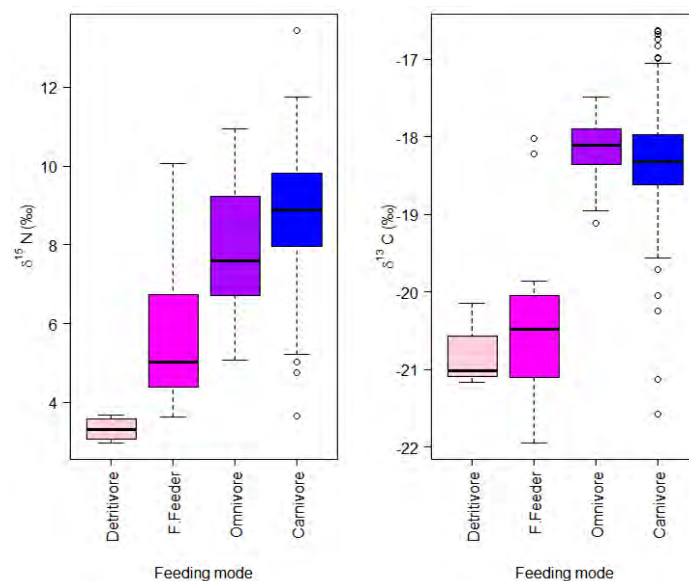 δ¹⁵ N (‰)
12
10
8
6
4
Detritivore
F.Feeder
Omnivore
Carnivore
Feeding mode
δ¹³ C (‰)
-17
-18
-19
-20
-21
-22
Detritivore
F.Feeder
Omnivore
Carnivore
Feeding mode